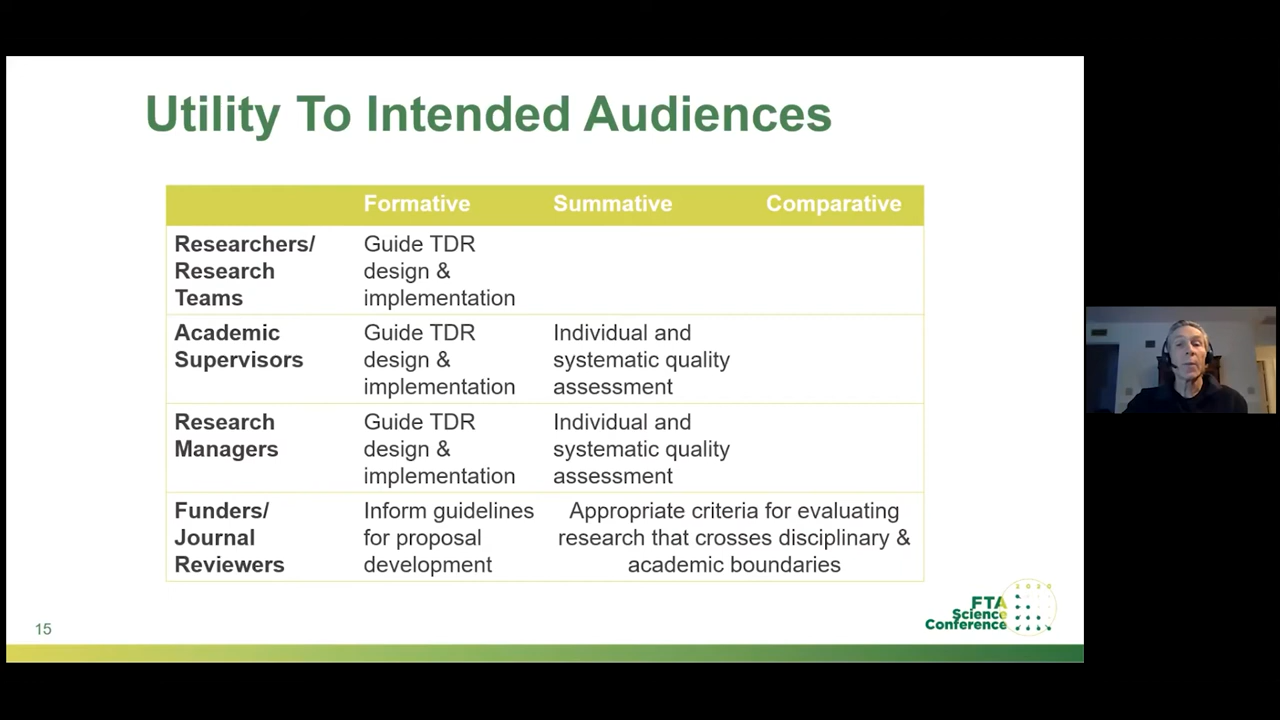 Utility To Intended Audiences
Formative Summative Comparative
Researchers/
Research
Teams
Guide TDR
design &
implementation
Academic
Supervisors
Guide TDR
design &
implementation
Individual and
systematic quality
assessment
Research
Managers
Guide TDR
design &
implementation
Individual and
systematic quality
assessment
Funders/
Journal
Reviewers
Inform guidelines
for proposal
development
Appropriate criteria for evaluating
research that crosses disciplinary &
academic boundaries
15
2020
FTA
Science
Conference